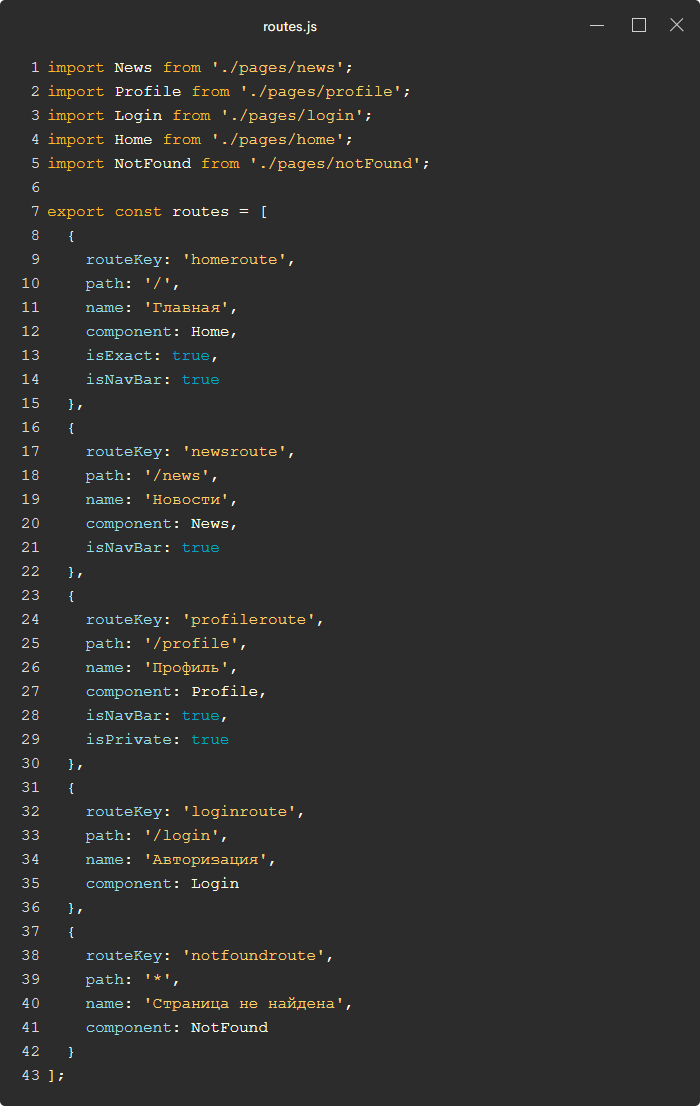 routes.js
1 import News from './pages/news';
2 import Profile from './pages/profile';
3 import Login from './pages/login';
4 import Home from './pages/home';
5 import NotFound from './pages/notFound';
6
7 export const routes = [
8   {
9     routeKey: 'homeroute',
10     path: '/',
11     name: 'Главная',
12     component: Home,
13     isExact: true,
14     isNavBar: true
15   },
16   {
17     routeKey: 'newsroute',
18     path: '/news',
19     name: 'Новости',
20     component: News,
21     isNavBar: true
22   },
23   {
24     routeKey: 'profileroute',
25     path: '/profile',
26     name: 'Профиль',
27     component: Profile,
28     isNavBar: true,
29     isPrivate: true
30   },
31   {
32     routeKey: 'loginroute',
33     path: '/login',
34     name: 'Авторизация',
35     component: Login
36   },
37   {
38     routeKey: 'notfoundroute',
39     path: '*',
40     name: 'Страница не найдена',
41     component: NotFound
42   }
43 ];